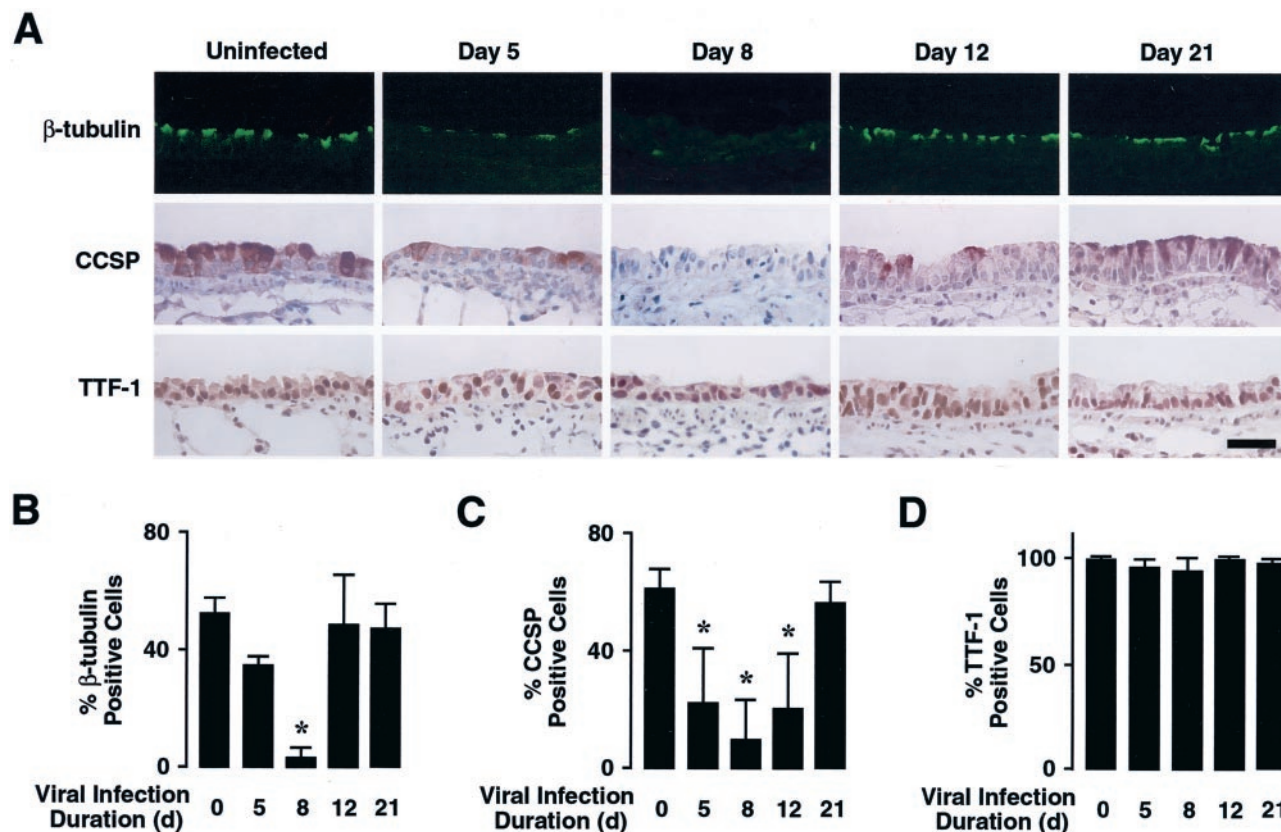 A
Uninfected Day 5 Day 8 Day 12 Day 21
β-tubulin
CCSP
TTF-1
B
% β-tubulin
Positive Cells
80
40
0
*
Viral Infection
Duration (d)
0 5 8 12 21
C
% CCSP
Positive Cells
80
40
0
* * *
Viral Infection
Duration (d)
0 5 8 12 21
D
% TTF-1
Positive Cells
100
50
0
Viral Infection
Duration (d)
0 5 8 12 21